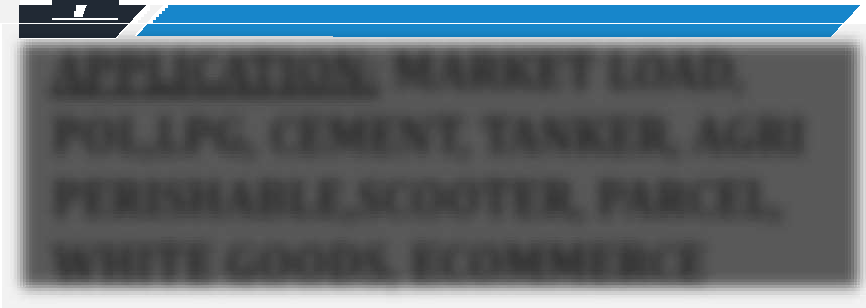 APPLICATION: MARKET LOAD,
POL,LPG, CEMENT, TANKER, AGRI
PERISHABLE,SCOOTER, PARCEL,
WHITE GOODS, ECOMMERCE